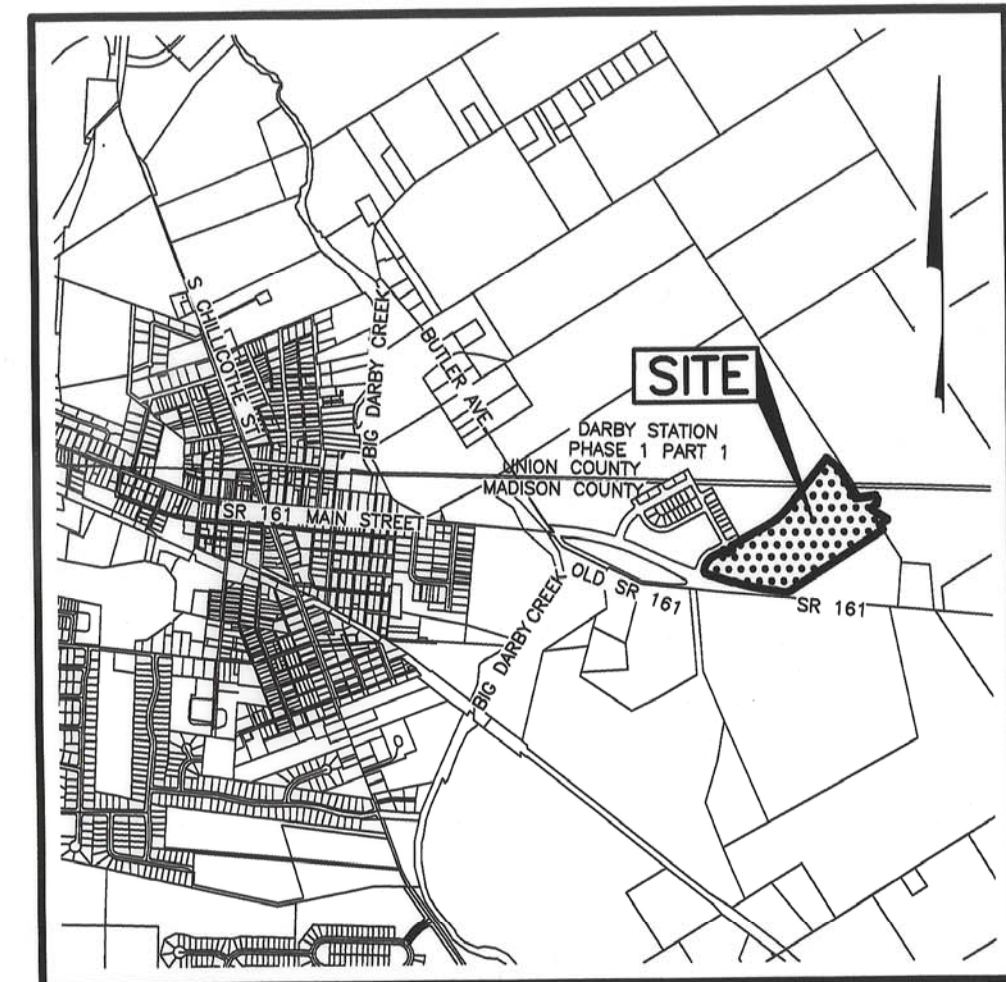 S. CHILLICOTHE ST.
BIG DARBY CREEK
BUTLER AVE.
SITE
DARBY STATION
PHASE 1 PART 1
UNION COUNTY
MADISON COUNTY
SR 161 MAIN STREET
OLD SR 161
SR 161
BIG DARBY CREEK